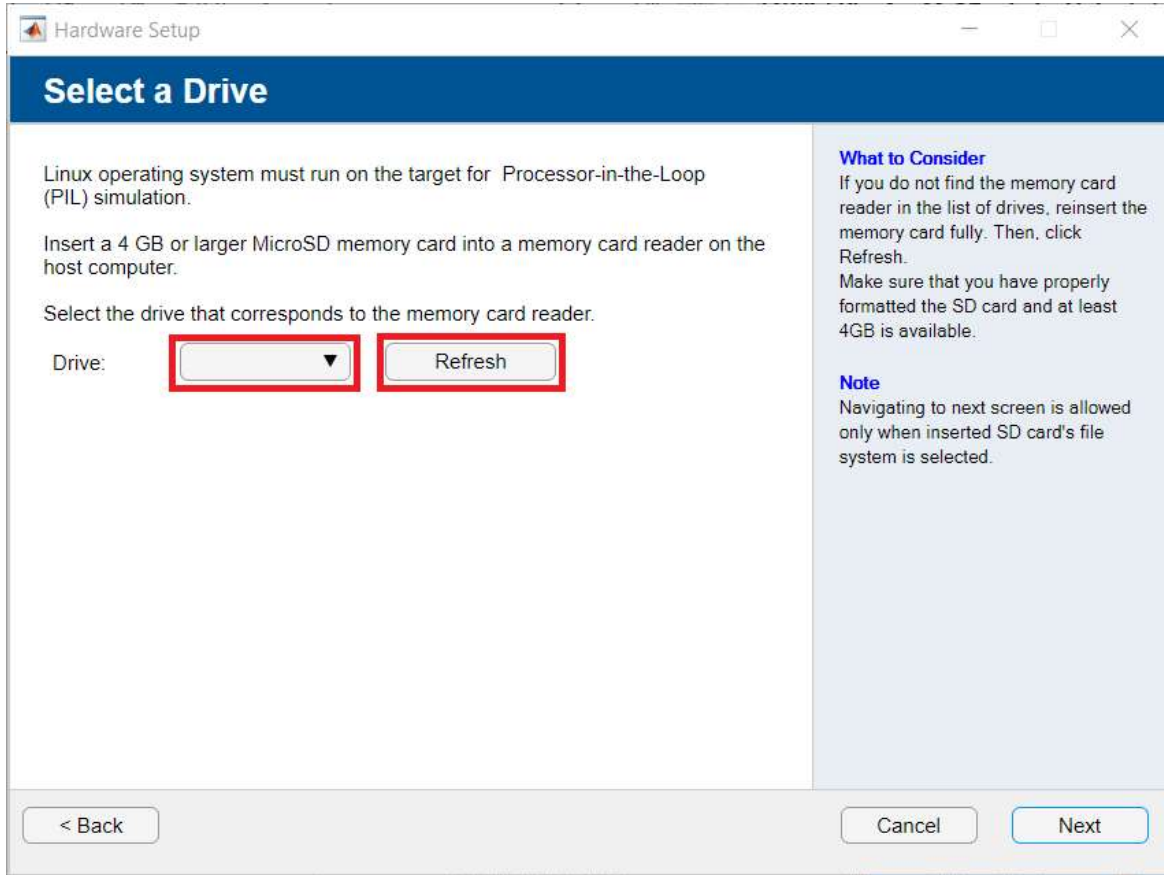 Hardware Setup
Select a Drive
Linux operating system must run on the target for Processor-in-the-Loop
(PIL) simulation.
Insert a 4 GB or larger MicroSD memory card into a memory card reader on the
host computer.
Select the drive that corresponds to the memory card reader.
Drive:
Refresh
What to Consider
If you do not find the memory card
reader in the list of drives, reinsert the
memory card fully. Then, click
Refresh.
Make sure that you have properly
formatted the SD card and at least
4GB is available.
Note
Navigating to next screen is allowed
only when inserted SD card's file
system is selected.
< Back
Cancel
Next